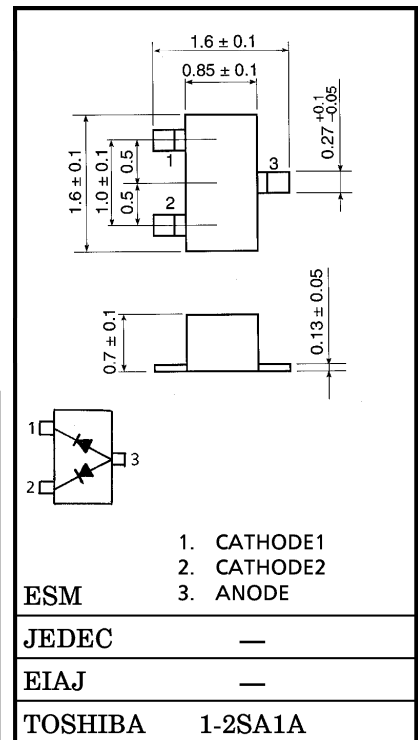 1.6 ± 0.1
0.85 ± 0.1
0.27 +0.1 -0.05
1.6 ± 0.1
1.0 ± 0.1
0.5
0.5
1
2
3
0.7 ± 0.1
0.13 ± 0.05
1
2
3
1. CATHODE1
2. CATHODE2
3. ANODE
ESM
JEDEC —
EIAJ —
TOSHIBA 1-2SA1A